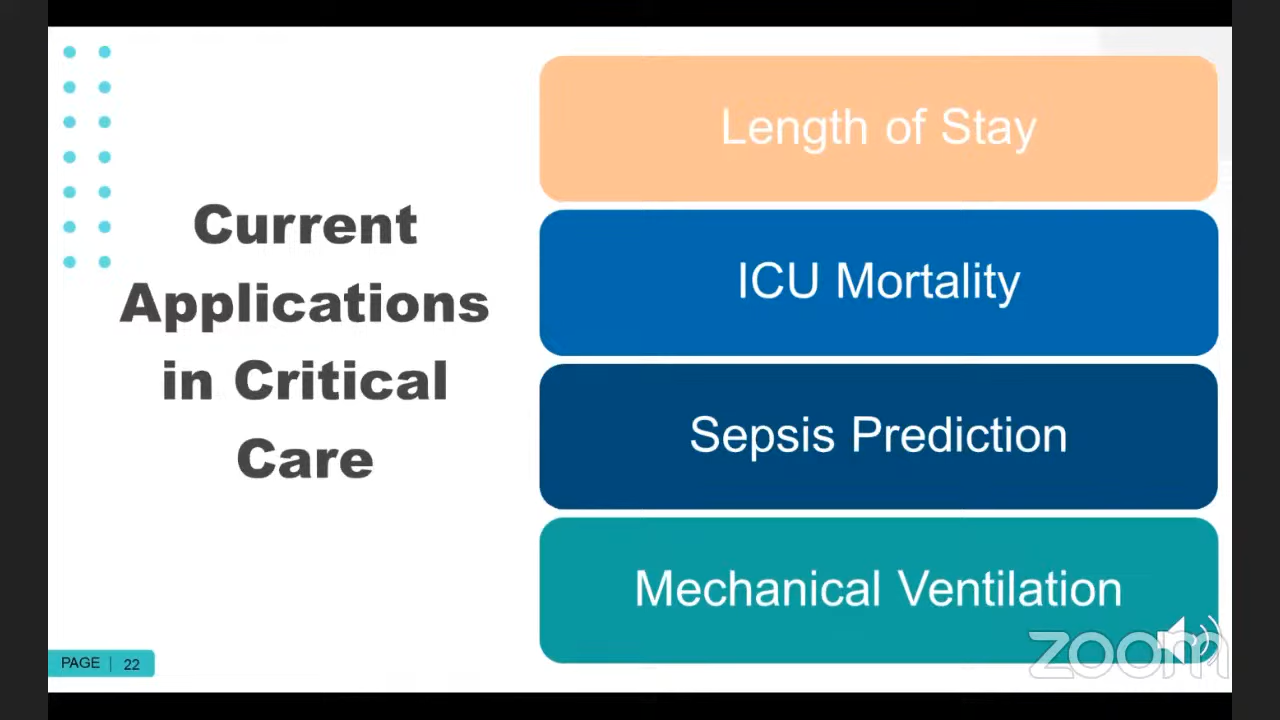 Current
Applications
in Critical
Care
Length of Stay
ICU Mortality
Sepsis Prediction
Mechanical Ventilation
PAGE | 22
zoom